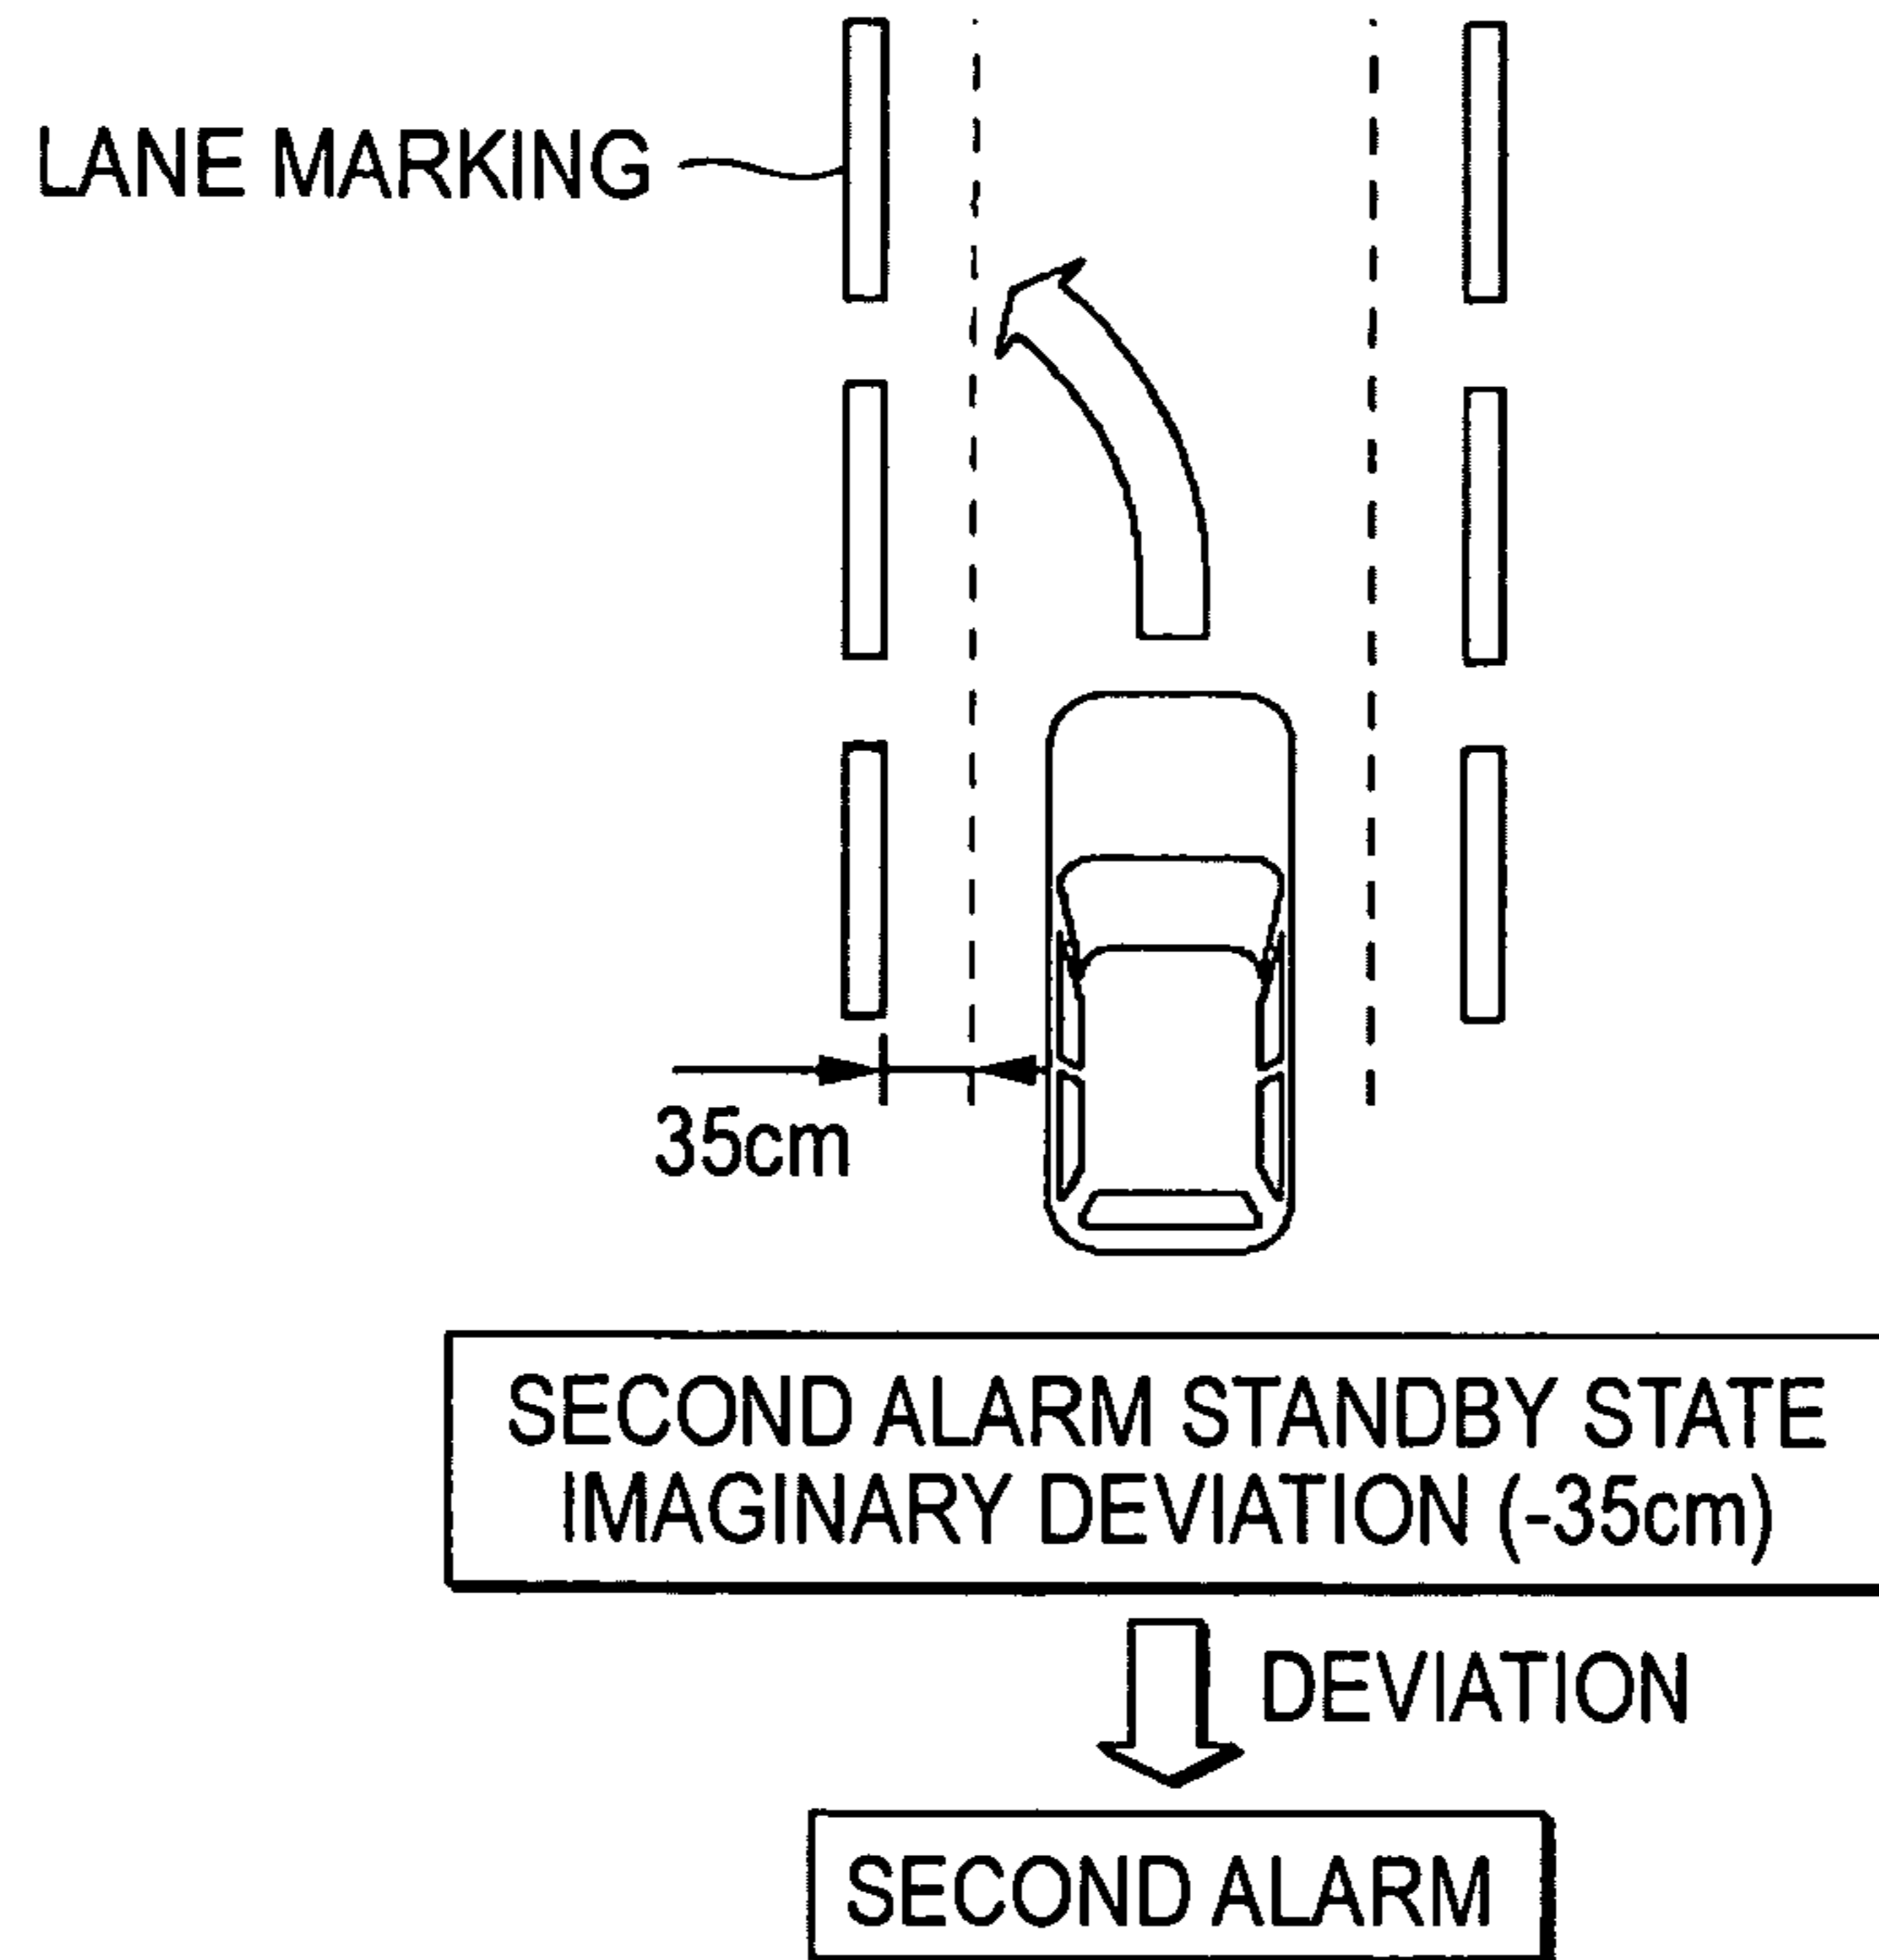 LANE MARKING
35cm
SECOND ALARM STANDBY STATE
IMAGINARY DEVIATION (-35cm)
DEVIATION
SECOND ALARM